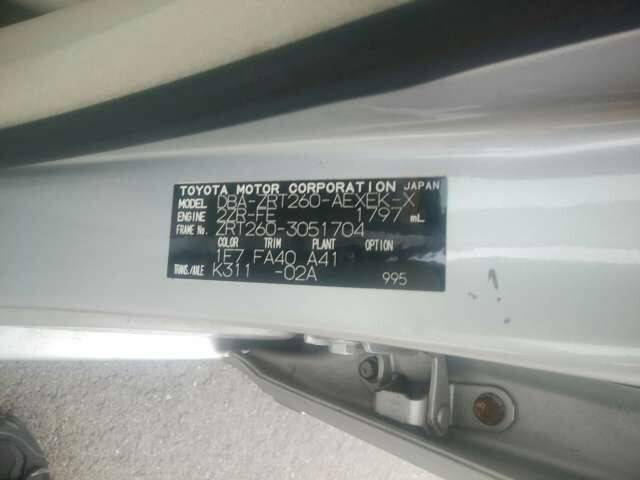 TOYOTA MOTOR CORPORATION JAPAN
MODEL DBA-ZRT260-AEXEK-X
ENGINE 2ZR-FE 1797 mL
FRAME No. ZRT260-3051704
COLOR TRIM PLANT OPTION
1E7 FA40 A41
TRANS./AXLE K311 -02A 995